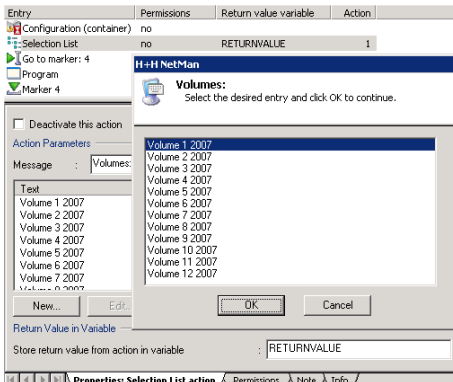 Entry Permissions Return value variable Action
Configuration (container) no
Selection List no RETURNVALUE 1
Go to marker: 4
Program
Marker 4
H+H NetMan
Volumes:
Select the desired entry and click OK to continue.
Deactivate this action
Action Parameters
Message : Volumes:
Text
Volume 1 2007
Volume 2 2007
Volume 3 2007
Volume 4 2007
Volume 5 2007
Volume 6 2007
Volume 7 2007
Volume 8 2007
Volume 1 2007
Volume 2 2007
Volume 3 2007
Volume 4 2007
Volume 5 2007
Volume 6 2007
Volume 7 2007
Volume 8 2007
Volume 9 2007
Volume 10 2007
Volume 11 2007
Volume 12 2007
New... Edit..
OK Cancel
Return Value in Variable
Store return value from action in variable : RETURNVALUE
Properties: Selection List action Permissions Note Info